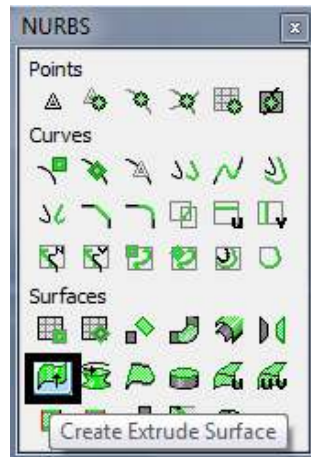 NURBS
Points
Curves
Surfaces
Create Extrude Surface